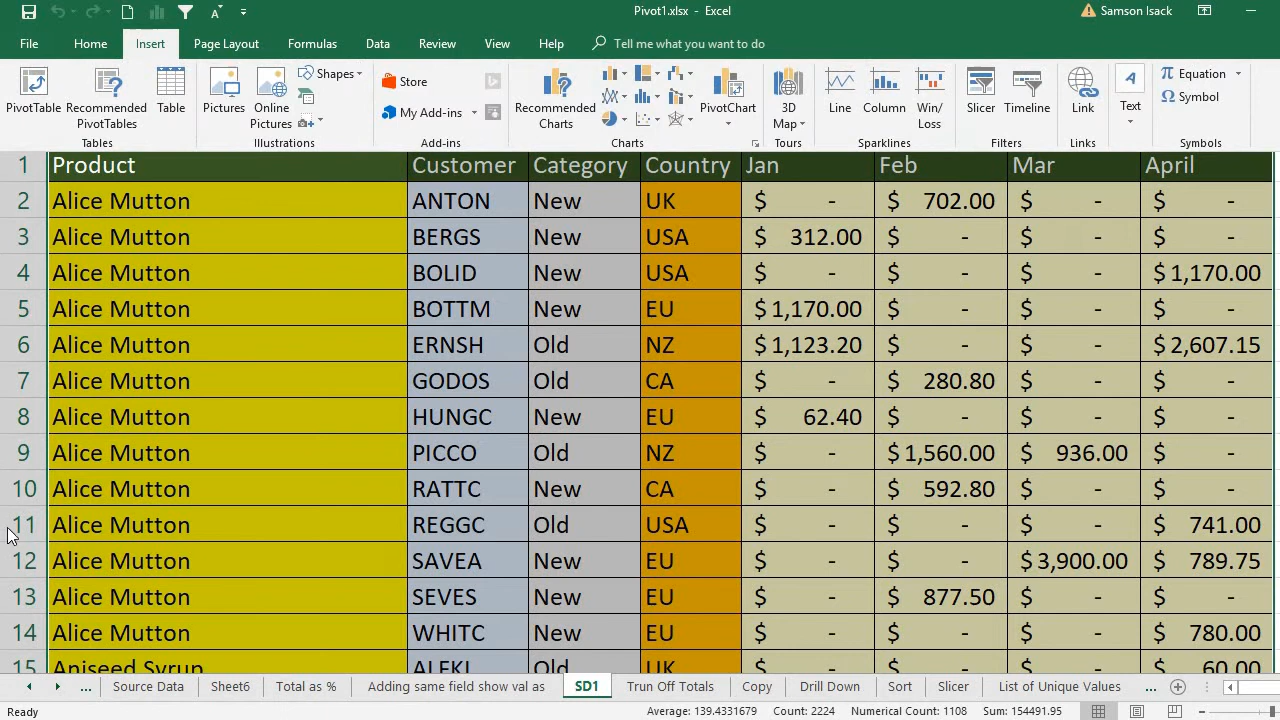 Pivot1.xlsx - Excel
Samson Isack
File Home Insert Page Layout Formulas Data Review View Help Tell me what you want to do
PivotTable
Recommended PivotTables
Table
Tables
Pictures
Online Pictures
Shapes
Illustrations
Store
My Add-ins
Add-ins
Recommended Charts
PivotChart
Charts
3D Map
Tours
Line
Column
Win/ Loss
Sparklines
Slicer
Timeline
Filters
Link
Links
A
Text
π Equation
Ω Symbol
Symbols
1 Product Customer Category Country Jan Feb Mar April
2 Alice Mutton ANTON New UK $ - $ 702.00 $ - $ -
3 Alice Mutton BERGS New USA $ 312.00 $ - $ - $ -
4 Alice Mutton BOLID New USA $ - $ - $ - $ 1,170.00
5 Alice Mutton BOTTM New EU $ 1,170.00 $ - $ - $ -
6 Alice Mutton ERNSH Old NZ $ 1,123.20 $ - $ - $ 2,607.15
7 Alice Mutton GODOS Old CA $ - $ 280.80 $ - $ -
8 Alice Mutton HUNGC New EU $ 62.40 $ - $ - $ -
9 Alice Mutton PICCO Old NZ $ - $ 1,560.00 $ 936.00 $ -
10 Alice Mutton RATTC New CA $ - $ 592.80 $ - $ -
11 Alice Mutton REGGC Old USA $ - $ - $ - $ 741.00
12 Alice Mutton SAVEA New EU $ - $ - $ 3,900.00 $ 789.75
13 Alice Mutton SEVES New EU $ - $ 877.50 $ - $ -
14 Alice Mutton WHITC New EU $ - $ - $ - $ 780.00
15 Aniseed Syrup ALFKI Old UK $ - $ - $ - $ 60.00
... Source Data Sheet6 Total as % Adding same field show val as SD1 Trun Off Totals Copy Drill Down Sort Slicer List of Unique Values ...
Ready Average: 139.4331679 Count: 2224 Numerical Count: 1108 Sum: 154491.95